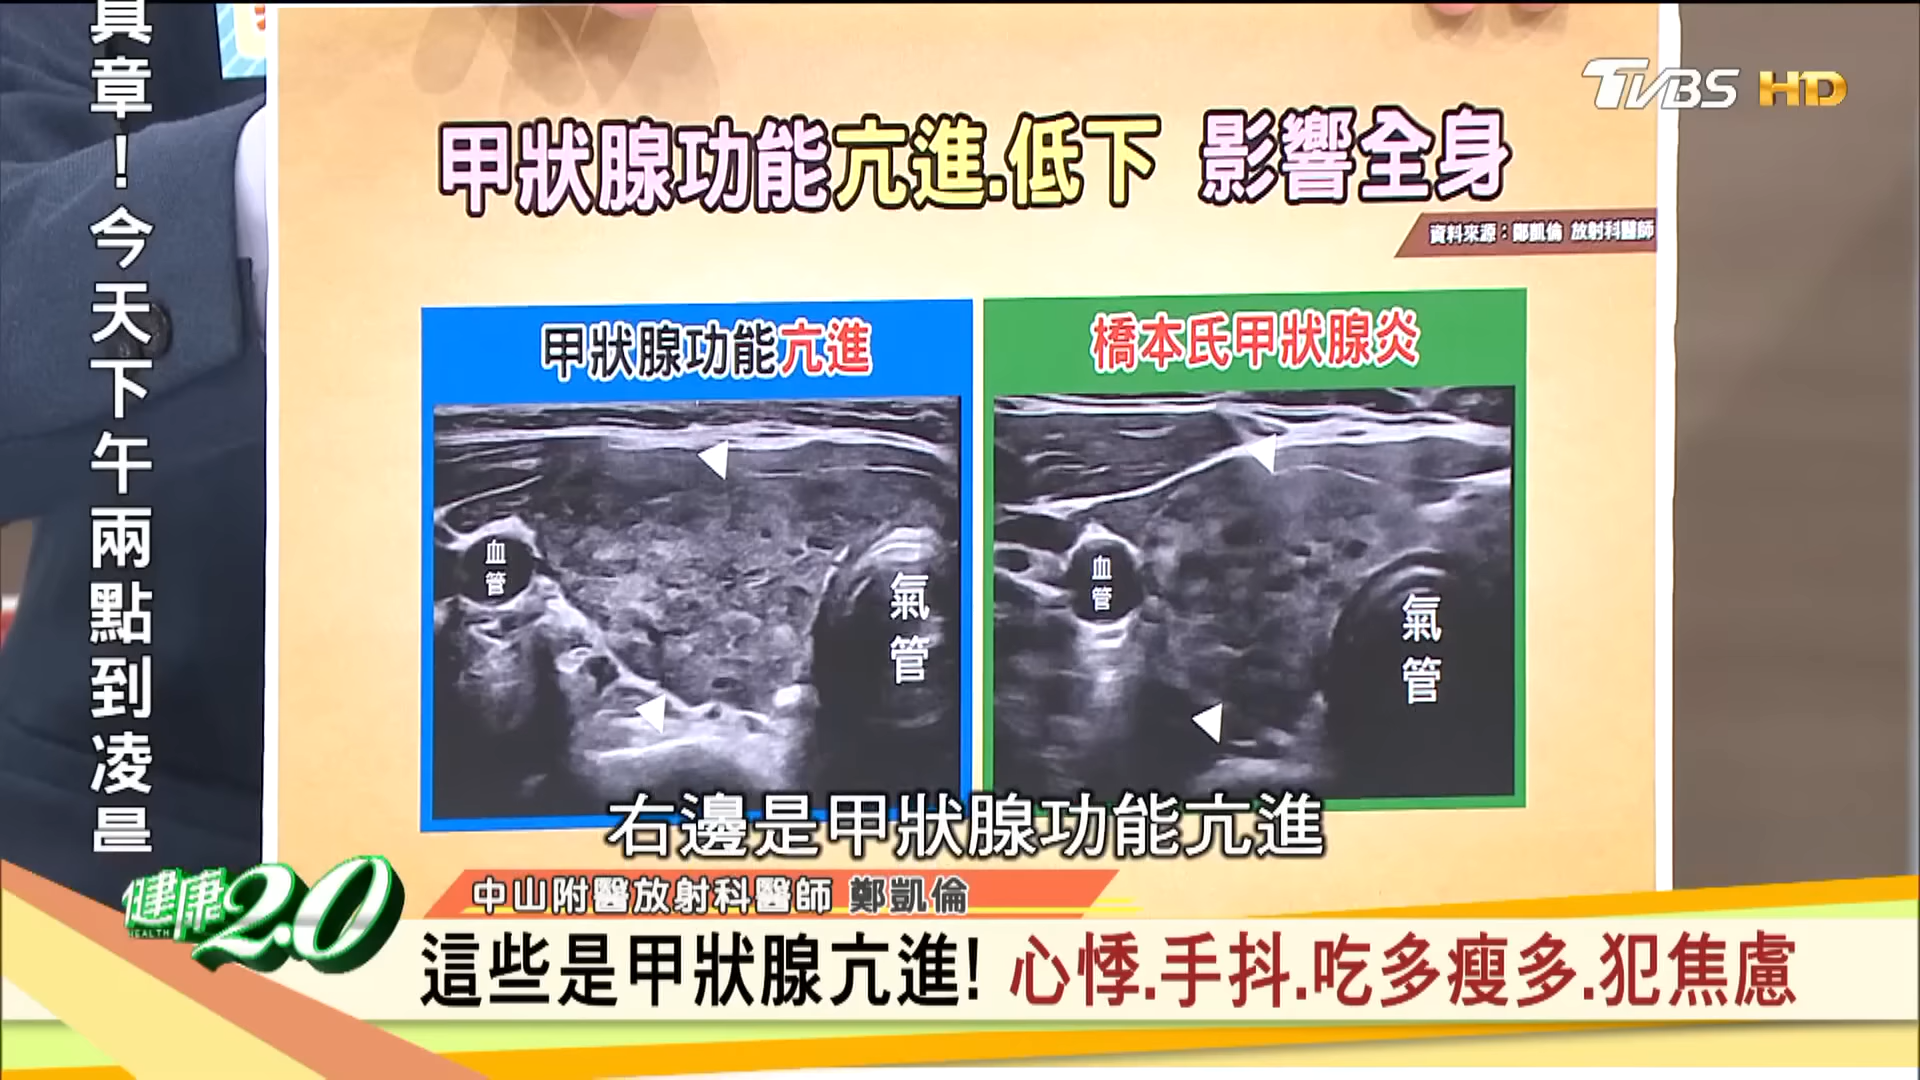 真章！今天下午兩點到凌晨
TVBS HD
甲狀腺功能亢進.低下 影響全身
資料來源：鄭凱倫 放射科醫師
甲狀腺功能亢進
血管
氣管
橋本氏甲狀腺炎
血管
氣管
右邊是甲狀腺功能亢進
健康2.0
HEALTH
中山附醫放射科醫師 鄭凱倫
這些是甲狀腺亢進! 心悸.手抖.吃多瘦多.犯焦慮